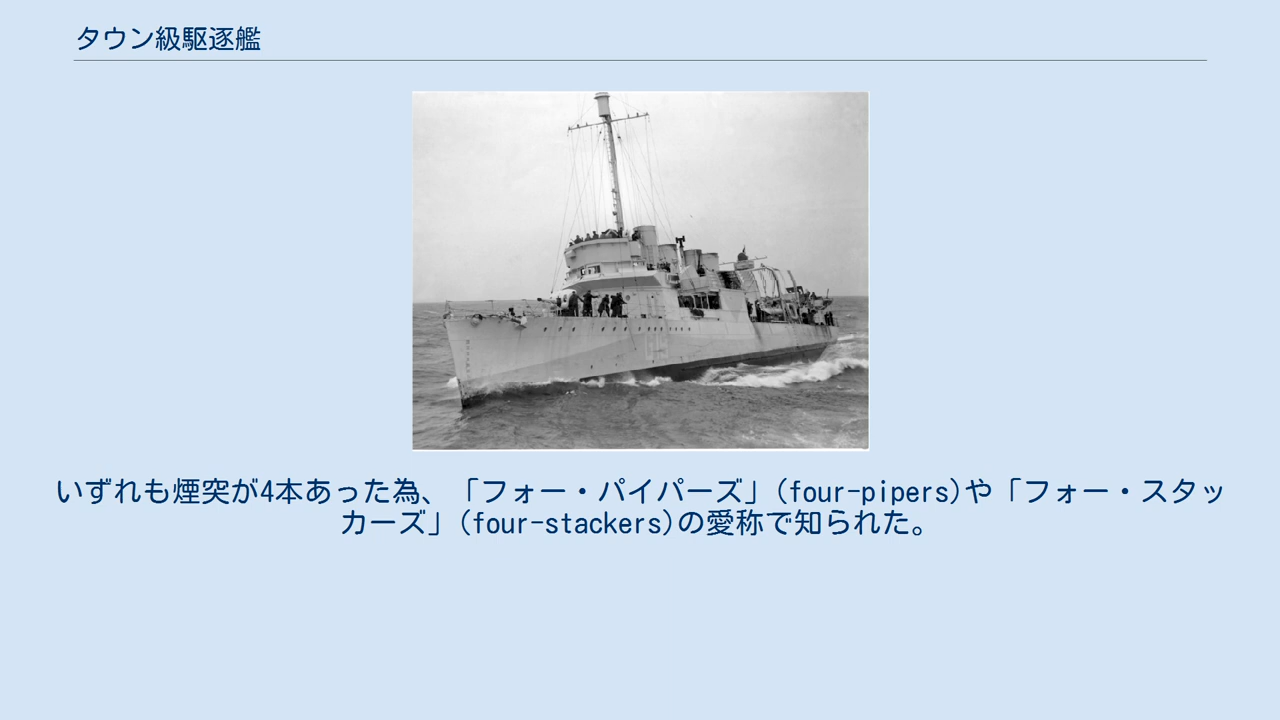 タウン級駆逐艦
いずれも煙突が4本あった為、「フォー・パイパーズ」(four-pipers)や「フォー・スタッ
カーズ」(four-stackers)の愛称で知られた。